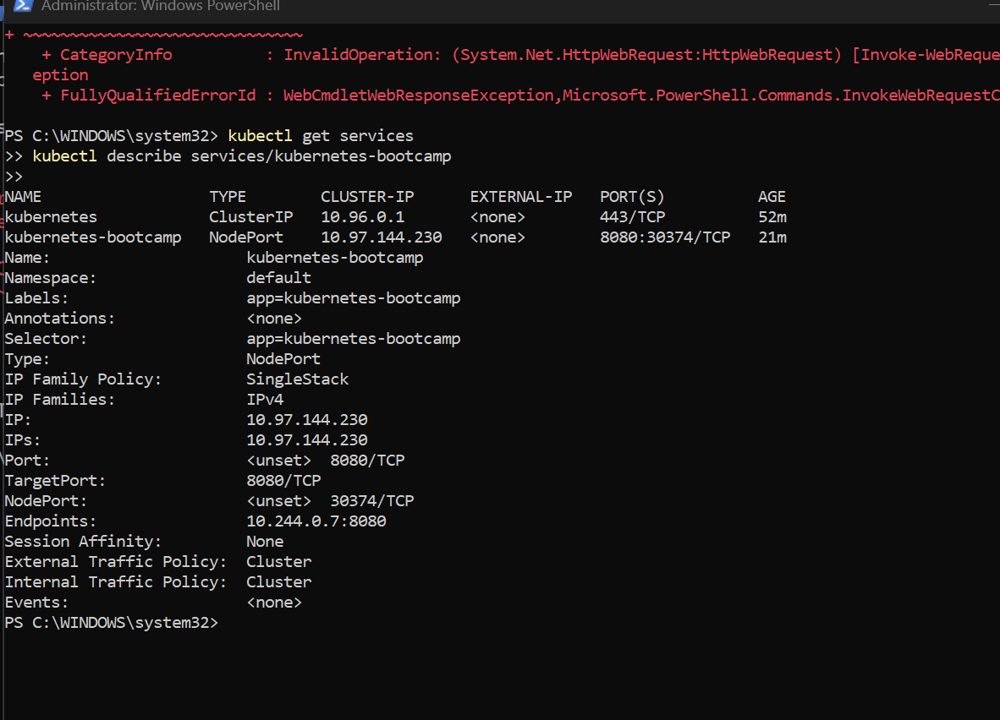 Administrator: Windows PowerShell
+ ~~~~~~~~~~~~~~~~~~~~~~~~~~~~~~
+ CategoryInfo          : InvalidOperation: (System.Net.HttpWebRequest:HttpWebRequest) [Invoke-WebReque
eption
+ FullyQualifiedErrorId : WebCmdletWebResponseException,Microsoft.PowerShell.Commands.InvokeWebRequestC
PS C:\WINDOWS\system32> kubectl get services
>> kubectl describe services/kubernetes-bootcamp
>>
NAME                  TYPE        CLUSTER-IP      EXTERNAL-IP   PORT(S)          AGE
kubernetes            ClusterIP   10.96.0.1       <none>        443/TCP          52m
kubernetes-bootcamp   NodePort    10.97.144.230   <none>        8080:30374/TCP   21m
Name:                     kubernetes-bootcamp
Namespace:                default
Labels:                   app=kubernetes-bootcamp
Annotations:              <none>
Selector:                 app=kubernetes-bootcamp
Type:                     NodePort
IP Family Policy:         SingleStack
IP Families:              IPv4
IP:                       10.97.144.230
IPs:                      10.97.144.230
Port:                     <unset>  8080/TCP
TargetPort:               8080/TCP
NodePort:                 <unset>  30374/TCP
Endpoints:                10.244.0.7:8080
Session Affinity:         None
External Traffic Policy:  Cluster
Internal Traffic Policy:  Cluster
Events:                   <none>
PS C:\WINDOWS\system32>